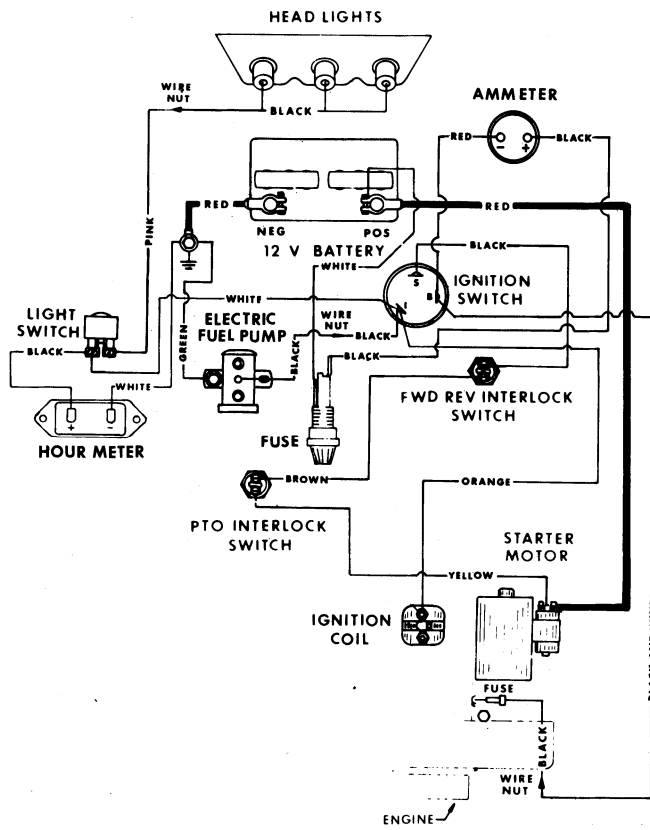 HEAD LIGHTS
WIRE
NUT
BLACK
AMMETER
RED
-
+
BLACK
RED
NEG
POS
RED
12 V BATTERY
PINK
BLACK
WHITE
S
IGNITION
SWITCH
B
I
WHITE
LIGHT
SWITCH
WIRE
NUT
BLACK
ELECTRIC
FUEL PUMP
GREEN
BLACK
BLACK
BLACK
WHITE
+
-
HOUR METER
FWD REV INTERLOCK
SWITCH
FUSE
BROWN
ORANGE
PTO INTERLOCK
SWITCH
STARTER
MOTOR
YELLOW
IGNITION
COIL
FUSE
BLACK
WIRE
NUT
ENGINE